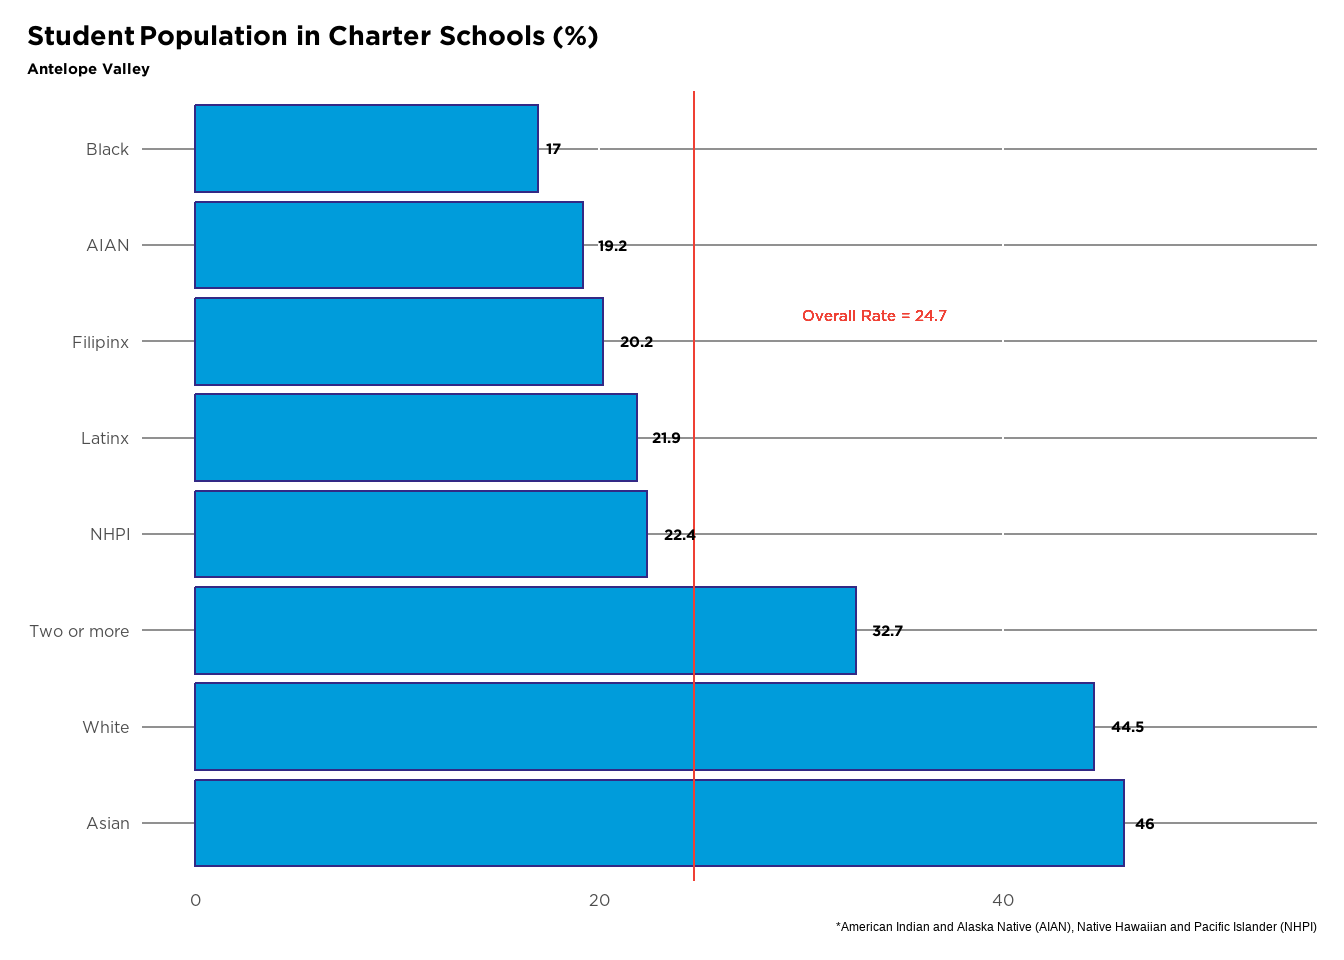 Student Population in Charter Schools (%)
Antelope Valley
Black 17
AIAN 19.2
Overall Rate = 24.7
Filipinx 20.2
Latinx 21.9
NHPI 22.4
Two or more 32.7
White 44.5
Asian 46
0 20 40
*American Indian and Alaska Native (AIAN), Native Hawaiian and Pacific Islander (NHPI)